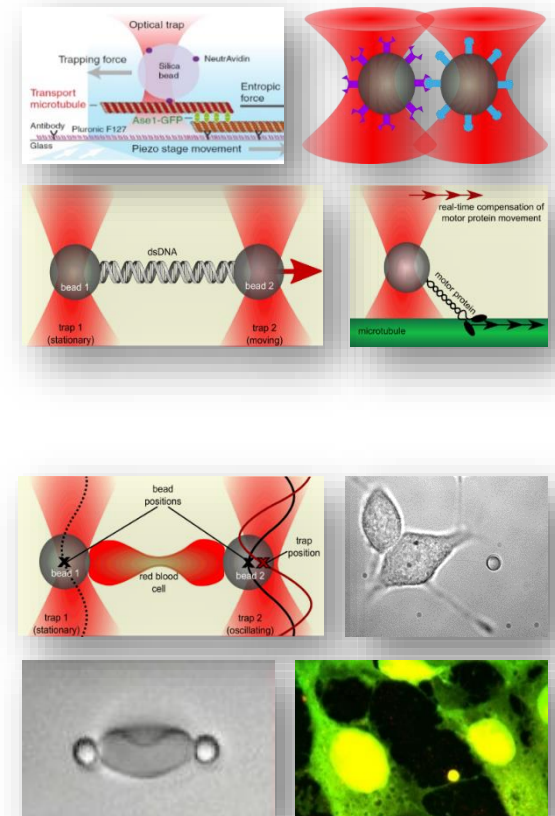 Optical trap
Trapping force
Silica
bead
NeutrAvidin
Transport
microtubule
Entropic
force
Ase1-GFP
Antibody
Pluronic F127
Glass
Piezo stage movement
dsDNA
bead 1
bead 2
trap 1
(stationary)
trap 2
(moving)
real-time compensation of
motor protein movement
motor protein
microtubule
bead
positions
trap
position
bead 1
bead 2
red blood
cell
trap 1
(stationary)
trap 2
(oscillating)